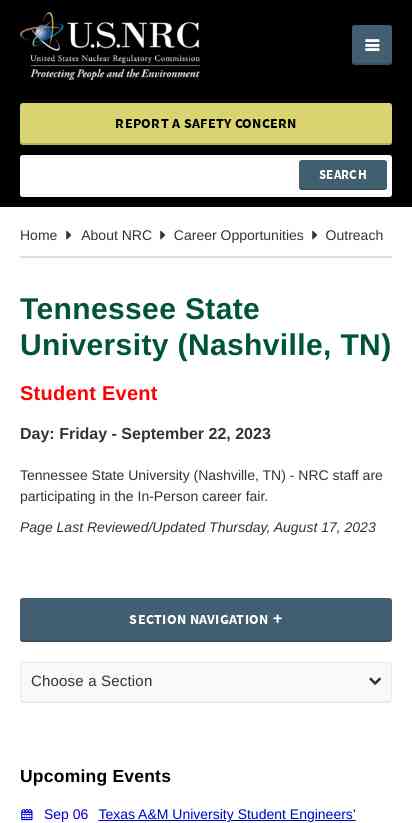 U.S.NRC
United States Nuclear Regulatory Commission
Protecting People and the Environment
REPORT A SAFETY CONCERN
SEARCH
Home About NRC Career Opportunities Outreach
Tennessee State
University (Nashville, TN)
Student Event
Day: Friday - September 22, 2023
Tennessee State University (Nashville, TN) - NRC staff are
participating in the In-Person career fair.
Page Last Reviewed/Updated Thursday, August 17, 2023
SECTION NAVIGATION +
Choose a Section
Upcoming Events
Sep 06 Texas A&M University Student Engineers'